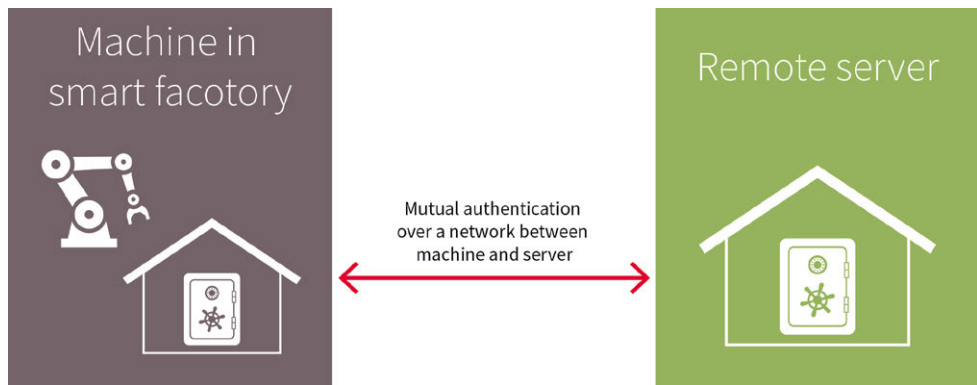 Machine in
smart facotory
Remote server
Mutual authentication
over a network between
machine and server